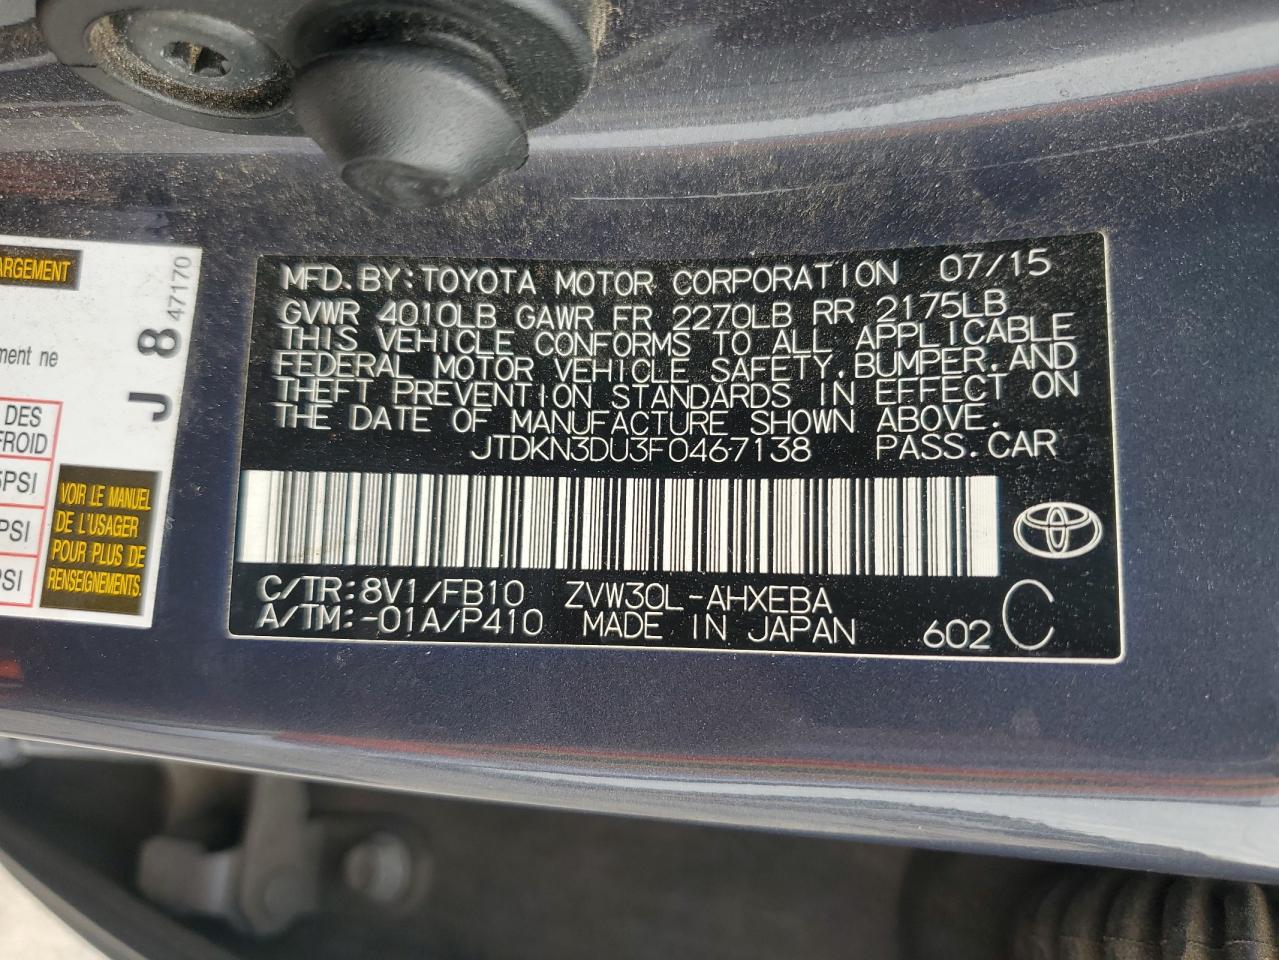 ARGEMENT
ment ne
DES
FROID
5PSI
PSI
PSI
VOIR LE MANUEL
DE L'USAGER
POUR PLUS DE
RENSEIGNEMENTS.
J 8 47170
MFD.BY:TOYOTA MOTOR CORPORATION 07/15
GVWR 4010LB GAWR FR 2270LB RR 2175LB
THIS VEHICLE CONFORMS TO ALL APPLICABLE
FEDERAL MOTOR VEHICLE SAFETY,BUMPER,AND
THEFT PREVENTION STANDARDS IN EFFECT ON
THE DATE OF MANUFACTURE SHOWN ABOVE.
JTDKN3DU3F0467138 PASS.CAR
C/TR:8V1/FB10 ZVW30L-AHXEBA
A/TM:-01A/P410 MADE IN JAPAN 602 C